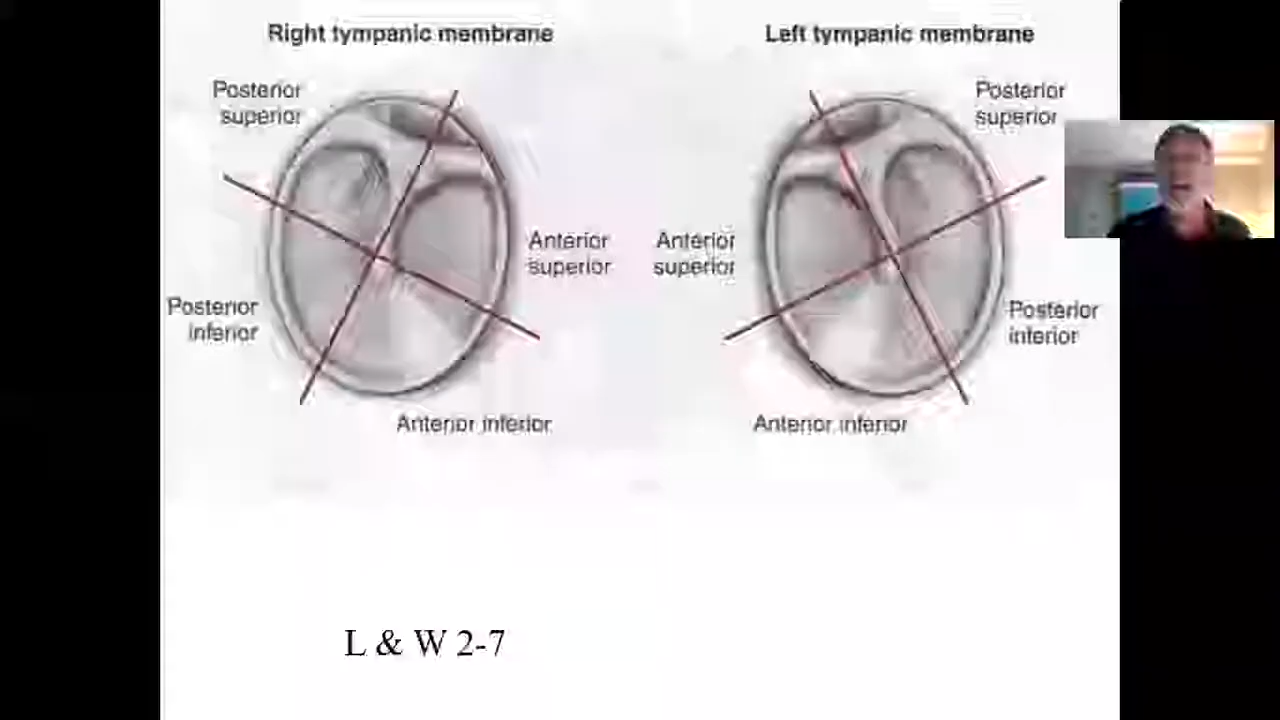 Right tympanic membrane
Left tympanic membrane
Posterior
superior
Posterior
superior
Anterior
superior
Anterior
superior
Posterior
inferior
Posterior
inferior
Anterior inferior
Anterior inferior
L & W 2-7